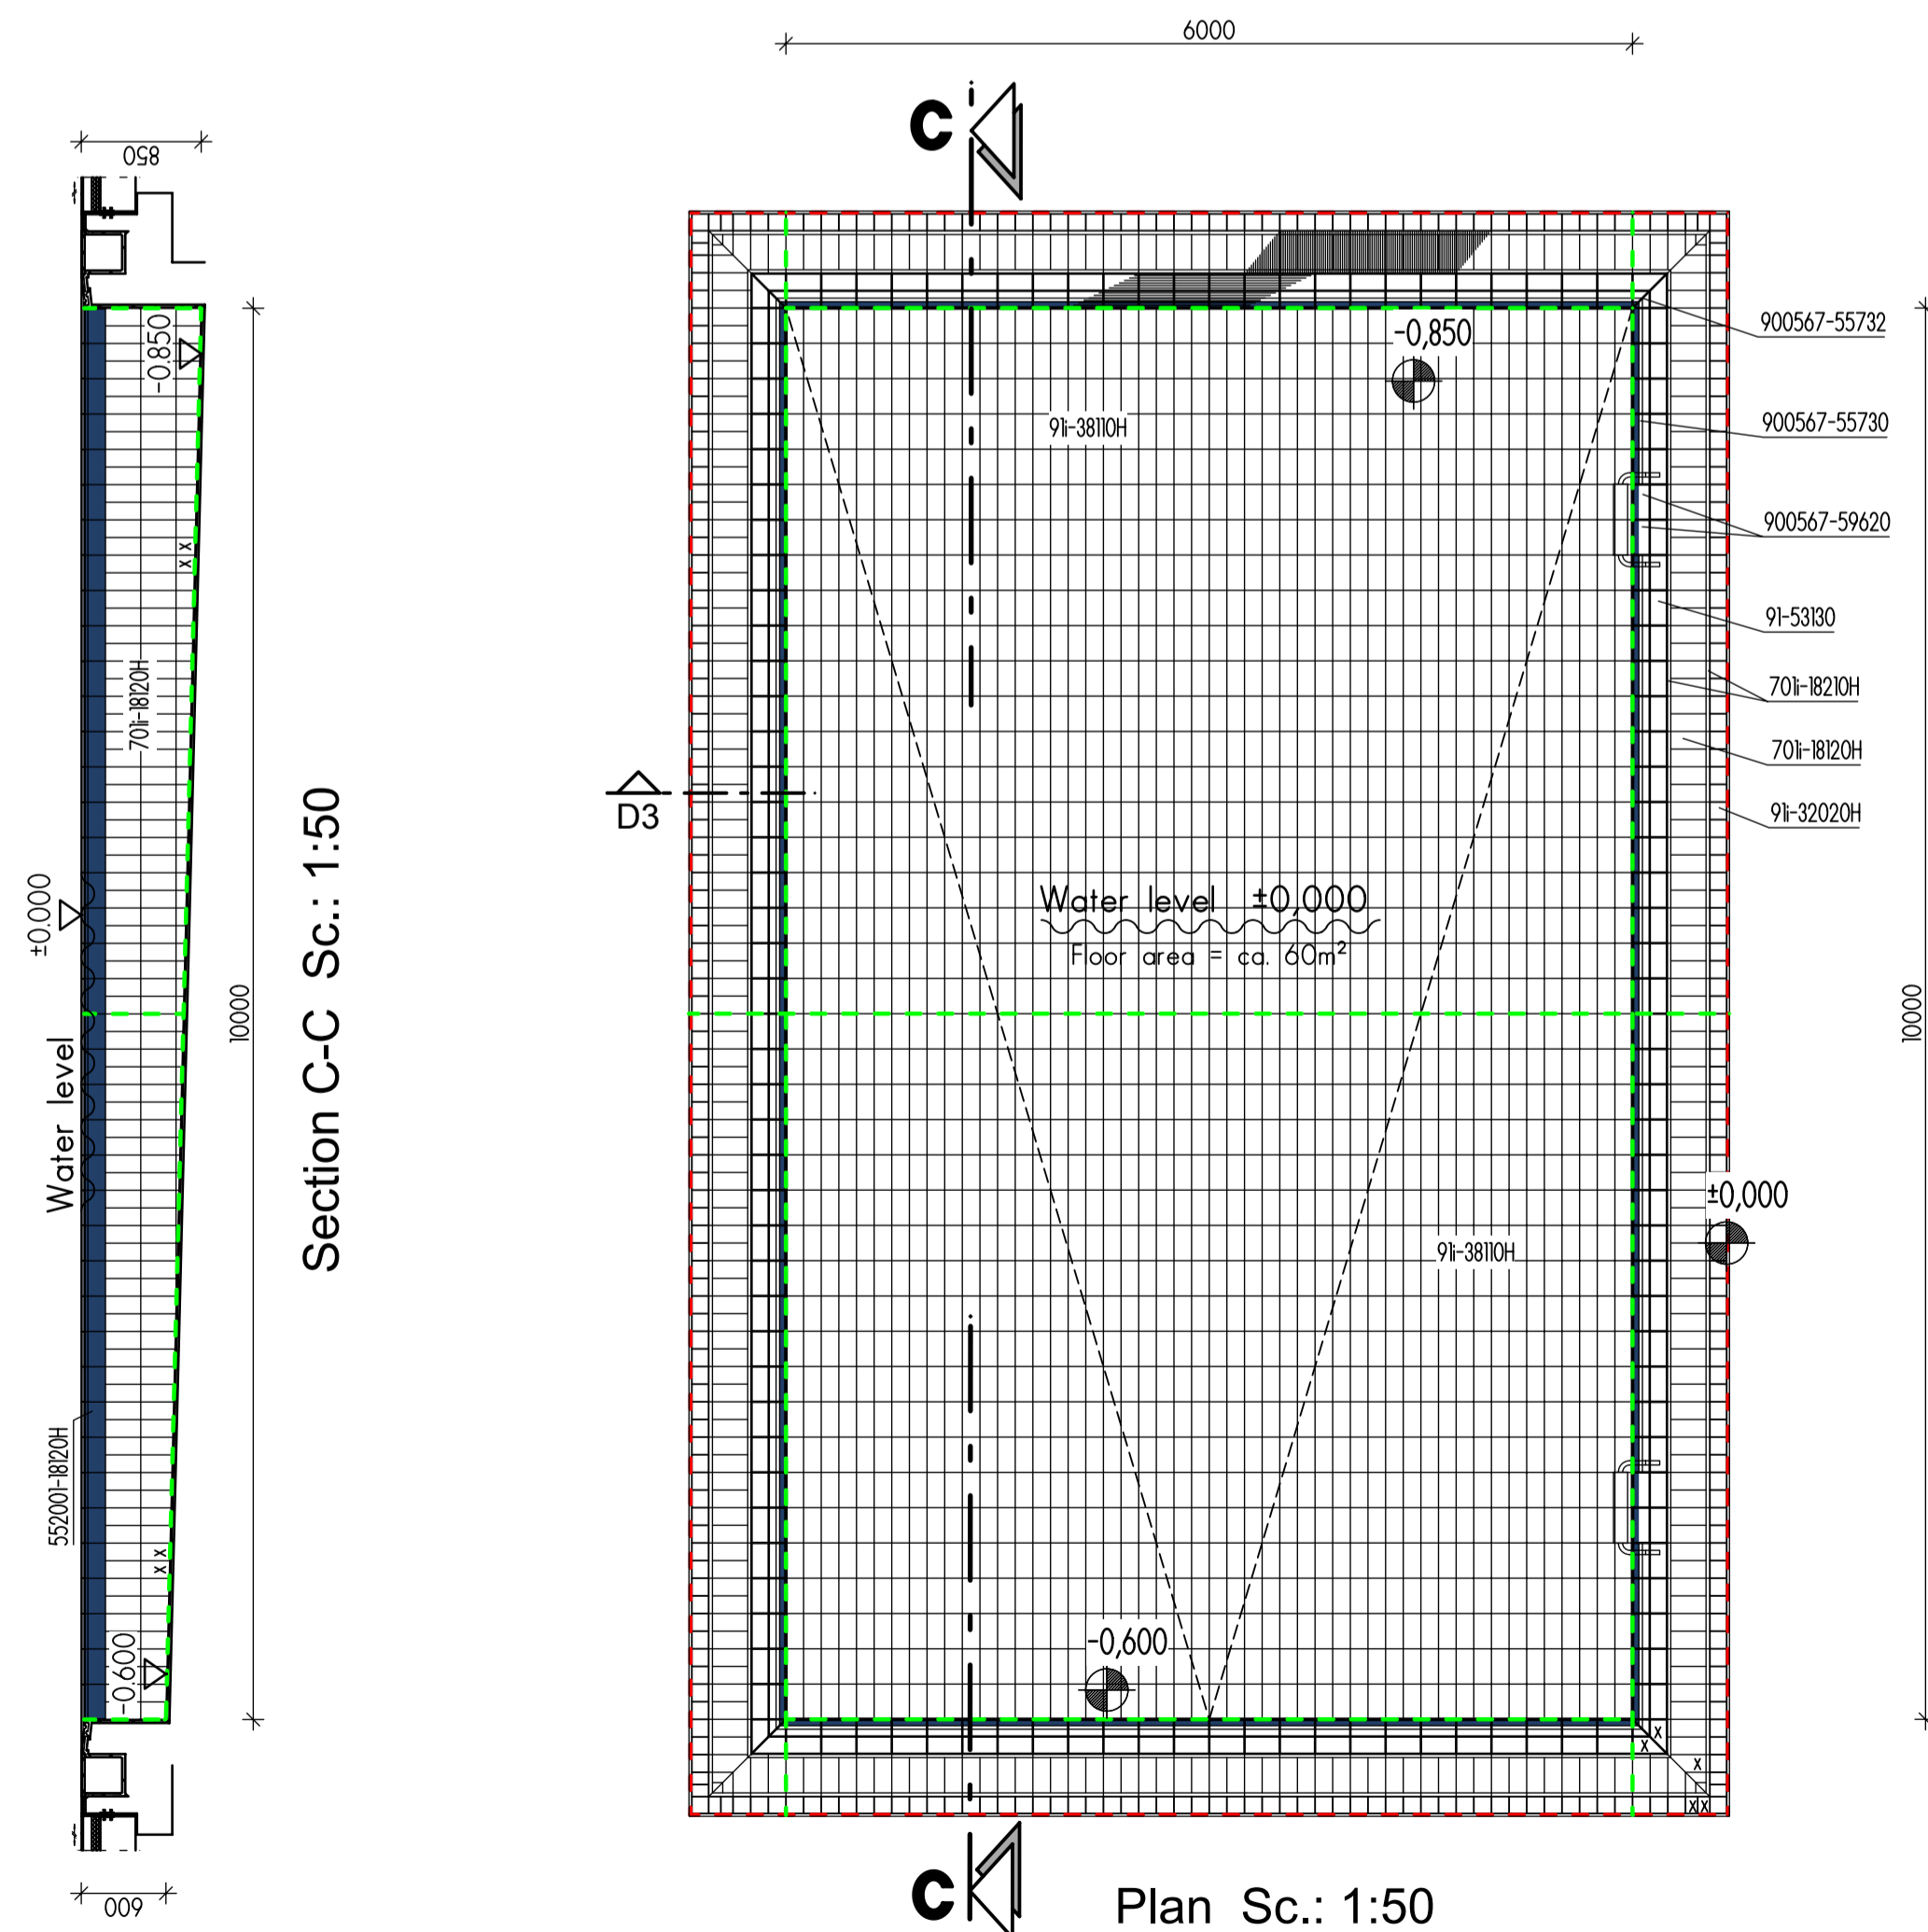 6000
C
850
-0.850
-0,850
900567-55732
91i-38110H
900567-55730
900567-59620
91-53130
701i-18120H
701i-18210H
701i-18120H
D3
91i-32020H
±0.000
Water level ±0,000
Floor area = ca. 60m²
10000
10000
Section C-C Sc.: 1:50
Water level
±0,000
91i-38110H
552001-18120H
x x
x x
-0.600
-0,600
x
x
x
xx
600
C
Plan Sc.: 1:50